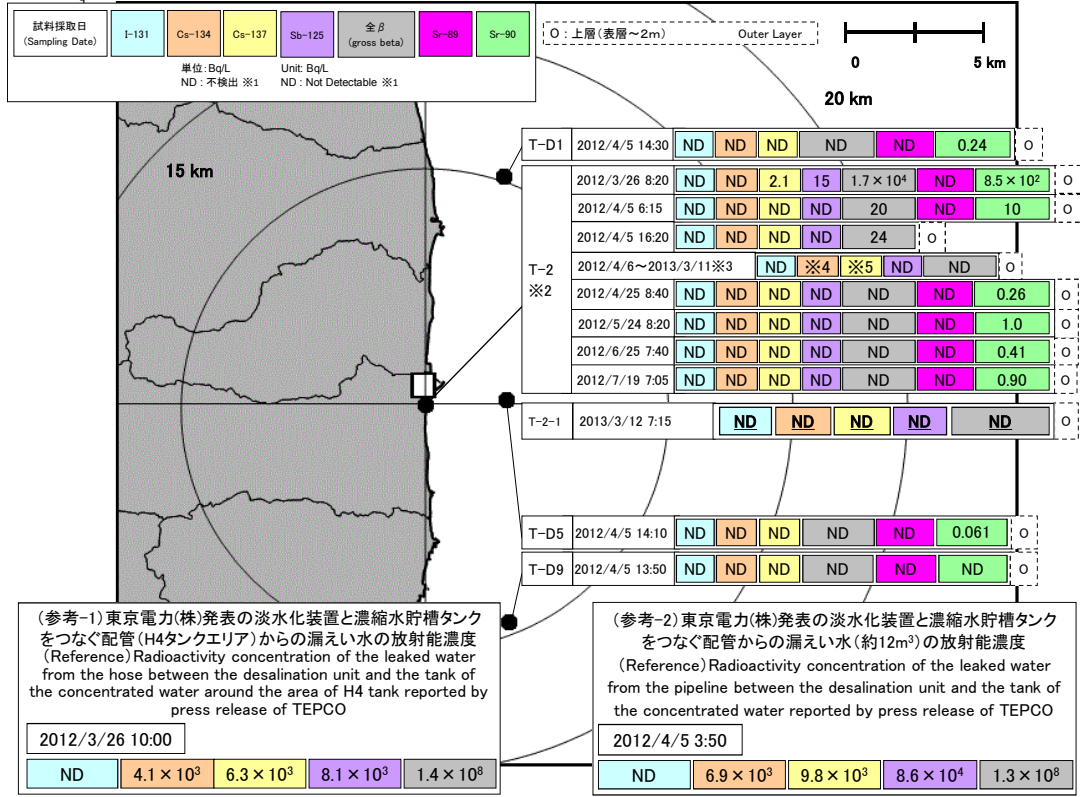 試料採取日
(Sampling Date)
I-131
Cs-134
Cs-137
Sb-125
全β
(gross beta)
Sr-89
Sr-90
単位:Bq/L
Unit: Bq/L
ND : 不検出 ※1
ND : Not Detectable ※1
O : 上層(表層~2m)
Outer Layer
0
5 km
20 km
15 km
T-D1 2012/4/5 14:30 ND ND ND ND ND 0.24 O
T-2
※2
2012/3/26 8:20 ND ND 2.1 15 1.7×10⁴ ND 8.5×10² O
2012/4/5 6:15 ND ND ND ND 20 ND 10 O
2012/4/5 16:20 ND ND ND ND 24 O
2012/4/6~2013/3/11※3 ND ※4 ※5 ND ND O
2012/4/25 8:40 ND ND ND ND ND ND 0.26 O
2012/5/24 8:20 ND ND ND ND ND ND 1.0 O
2012/6/25 7:40 ND ND ND ND ND ND 0.41 O
2012/7/19 7:05 ND ND ND ND ND ND 0.90 O
T-2-1 2013/3/12 7:15 ND ND ND ND ND O
T-D5 2012/4/5 14:10 ND ND ND ND ND 0.061 O
T-D9 2012/4/5 13:50 ND ND ND ND ND ND O
(参考-1)東京電力(株)発表の淡水化装置と濃縮水貯槽タンク
をつなぐ配管(H4タンクエリア)からの漏えい水の放射能濃度
(Reference)Radioactivity concentration of the leaked water
from the hose between the desalination unit and the tank of
the concentrated water around the area of H4 tank reported by
press release of TEPCO
2012/3/26 10:00
ND 4.1×10³ 6.3×10³ 8.1×10³ 1.4×10⁸
(参考-2)東京電力(株)発表の淡水化装置と濃縮水貯槽タンク
をつなぐ配管からの漏えい水(約12m³)の放射能濃度
(Reference)Radioactivity concentration of the leaked water
from the pipeline between the desalination unit and the tank of
the concentrated water reported by press release of TEPCO
2012/4/5 3:50
ND 6.9×10³ 9.8×10³ 8.6×10⁴ 1.3×10⁸